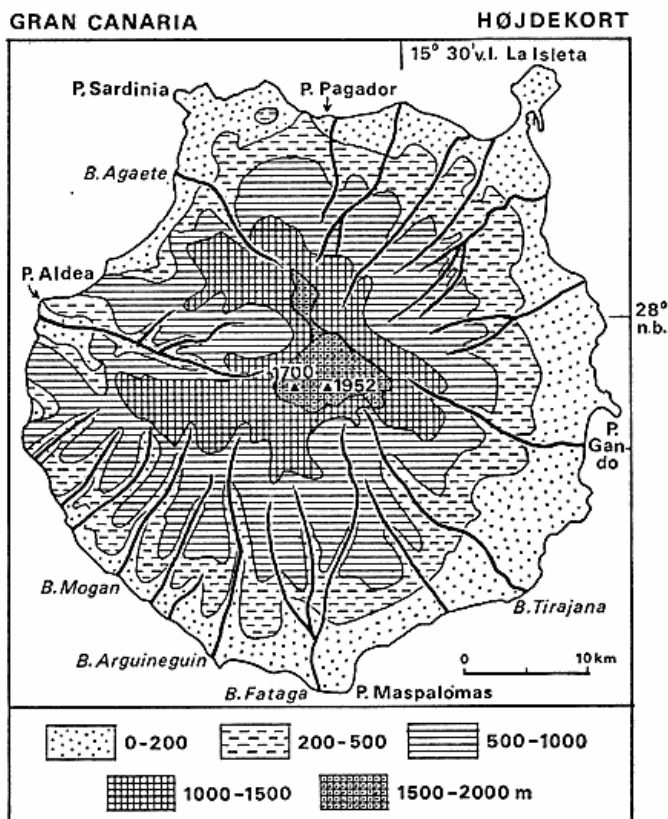 GRAN CANARIA HØJDEKORT
15° 30' v.l. La Isleta
P. Sardinia
P. Pagador
B. Agaete
P. Aldea
28°
n.b.
1700
1952
P.
Gan-
do
B. Mogan
B. Tirajana
B. Arguineguin
0 10 km
B. Fataga P. Maspalomas
0-200 200-500 500-1000
1000-1500 1500-2000 m